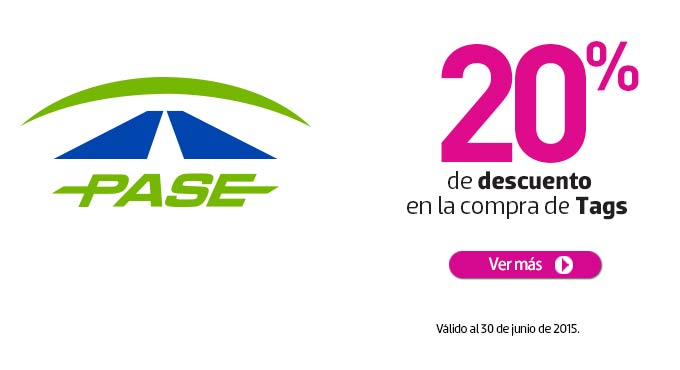 PASE
20%
de descuento
en la compra de Tags
Ver más
Válido al 30 de junio de 2015.